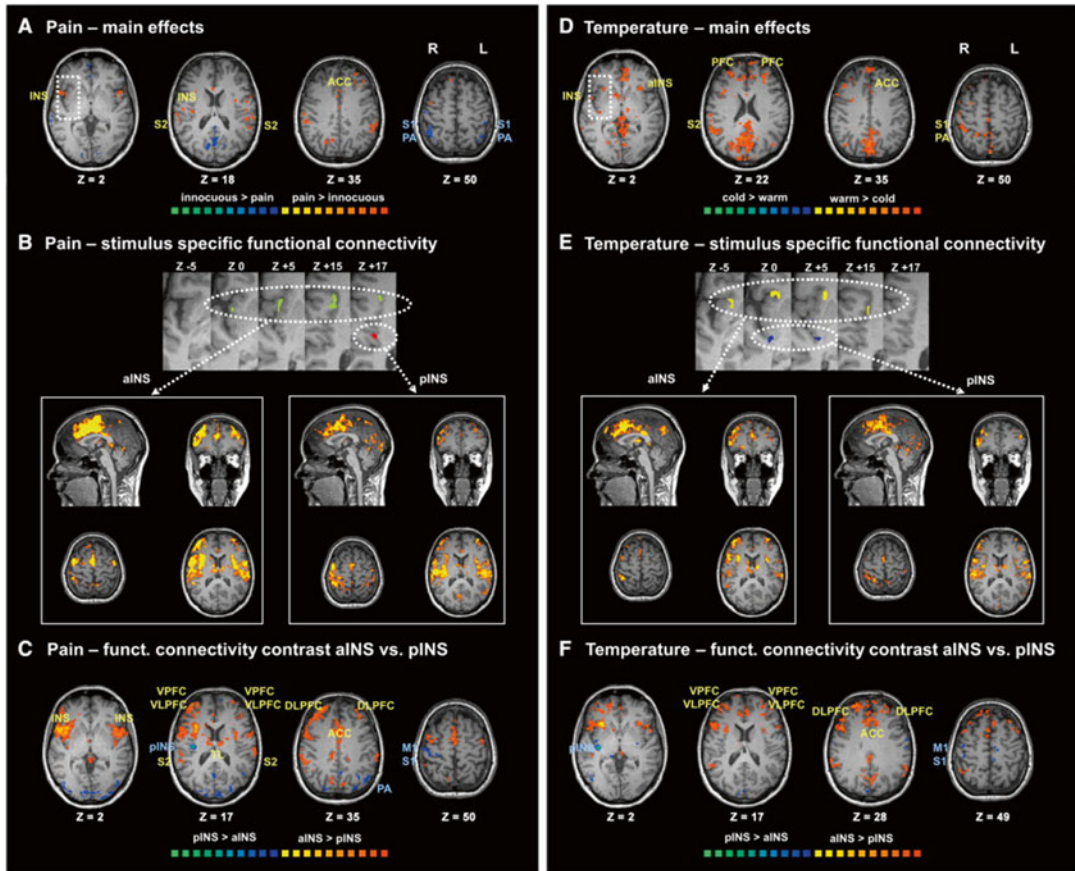 A Pain – main effects
R L
INS
INS
ACC
S2
S2
S1
PA
S1
PA
Z = 2
Z = 18
Z = 35
Z = 50
innocuous > pain
pain > innocuous
B Pain – stimulus specific functional connectivity
Z -5
Z 0
Z +5
Z +15
Z +17
aINS
pINS
C Pain – funct. connectivity contrast aINS vs. pINS
INS
INS
VPFC
VLPFC
VPFC
VLPFC
DLPFC
DLPFC
pINS
ACC
S2
S2
M1
S1
PA
Z = 2
Z = 17
Z = 35
Z = 50
pINS > aINS
aINS > pINS
D Temperature – main effects
R L
INS
aINS
PFC
PFC
ACC
S2
S1
PA
Z = 2
Z = 22
Z = 35
Z = 50
cold > warm
warm > cold
E Temperature – stimulus specific functional connectivity
Z -5
Z 0
Z +5
Z +15
Z +17
aINS
pINS
F Temperature – funct. connectivity contrast aINS vs. pINS
VPFC
VLPFC
VPFC
VLPFC
DLPFC
DLPFC
pINS
ACC
M1
S1
Z = 2
Z = 17
Z = 28
Z = 49
pINS > aINS
aINS > pINS